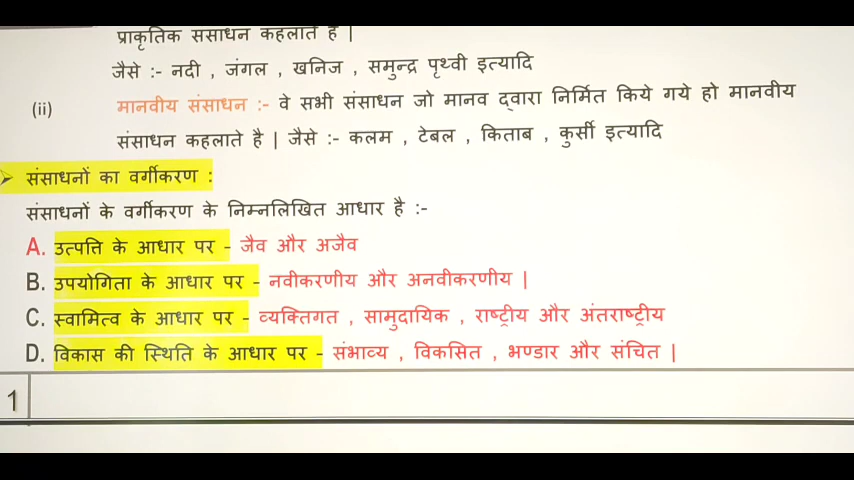 प्राकृतिक संसाधन कहलाते है |
जैसे :- नदी , जंगल , खनिज , समुन्द्र पृथ्वी इत्यादि
(ii) मानवीय संसाधन :- वे सभी संसाधन जो मानव द्वारा निर्मित किये गये हो मानवीय
संसाधन कहलाते है | जैसे :- कलम , टेबल , किताब , कुर्सी इत्यादि
➢ संसाधनों का वर्गीकरण :
संसाधनों के वर्गीकरण के निम्नलिखित आधार है :-
A. उत्पत्ति के आधार पर - जैव और अजैव
B. उपयोगिता के आधार पर - नवीकरणीय और अनवीकरणीय |
C. स्वामित्व के आधार पर - व्यक्तिगत , सामुदायिक , राष्ट्रीय और अंतराष्ट्रीय
D. विकास की स्थिति के आधार पर - संभाव्य , विकसित , भण्डार और संचित |
1